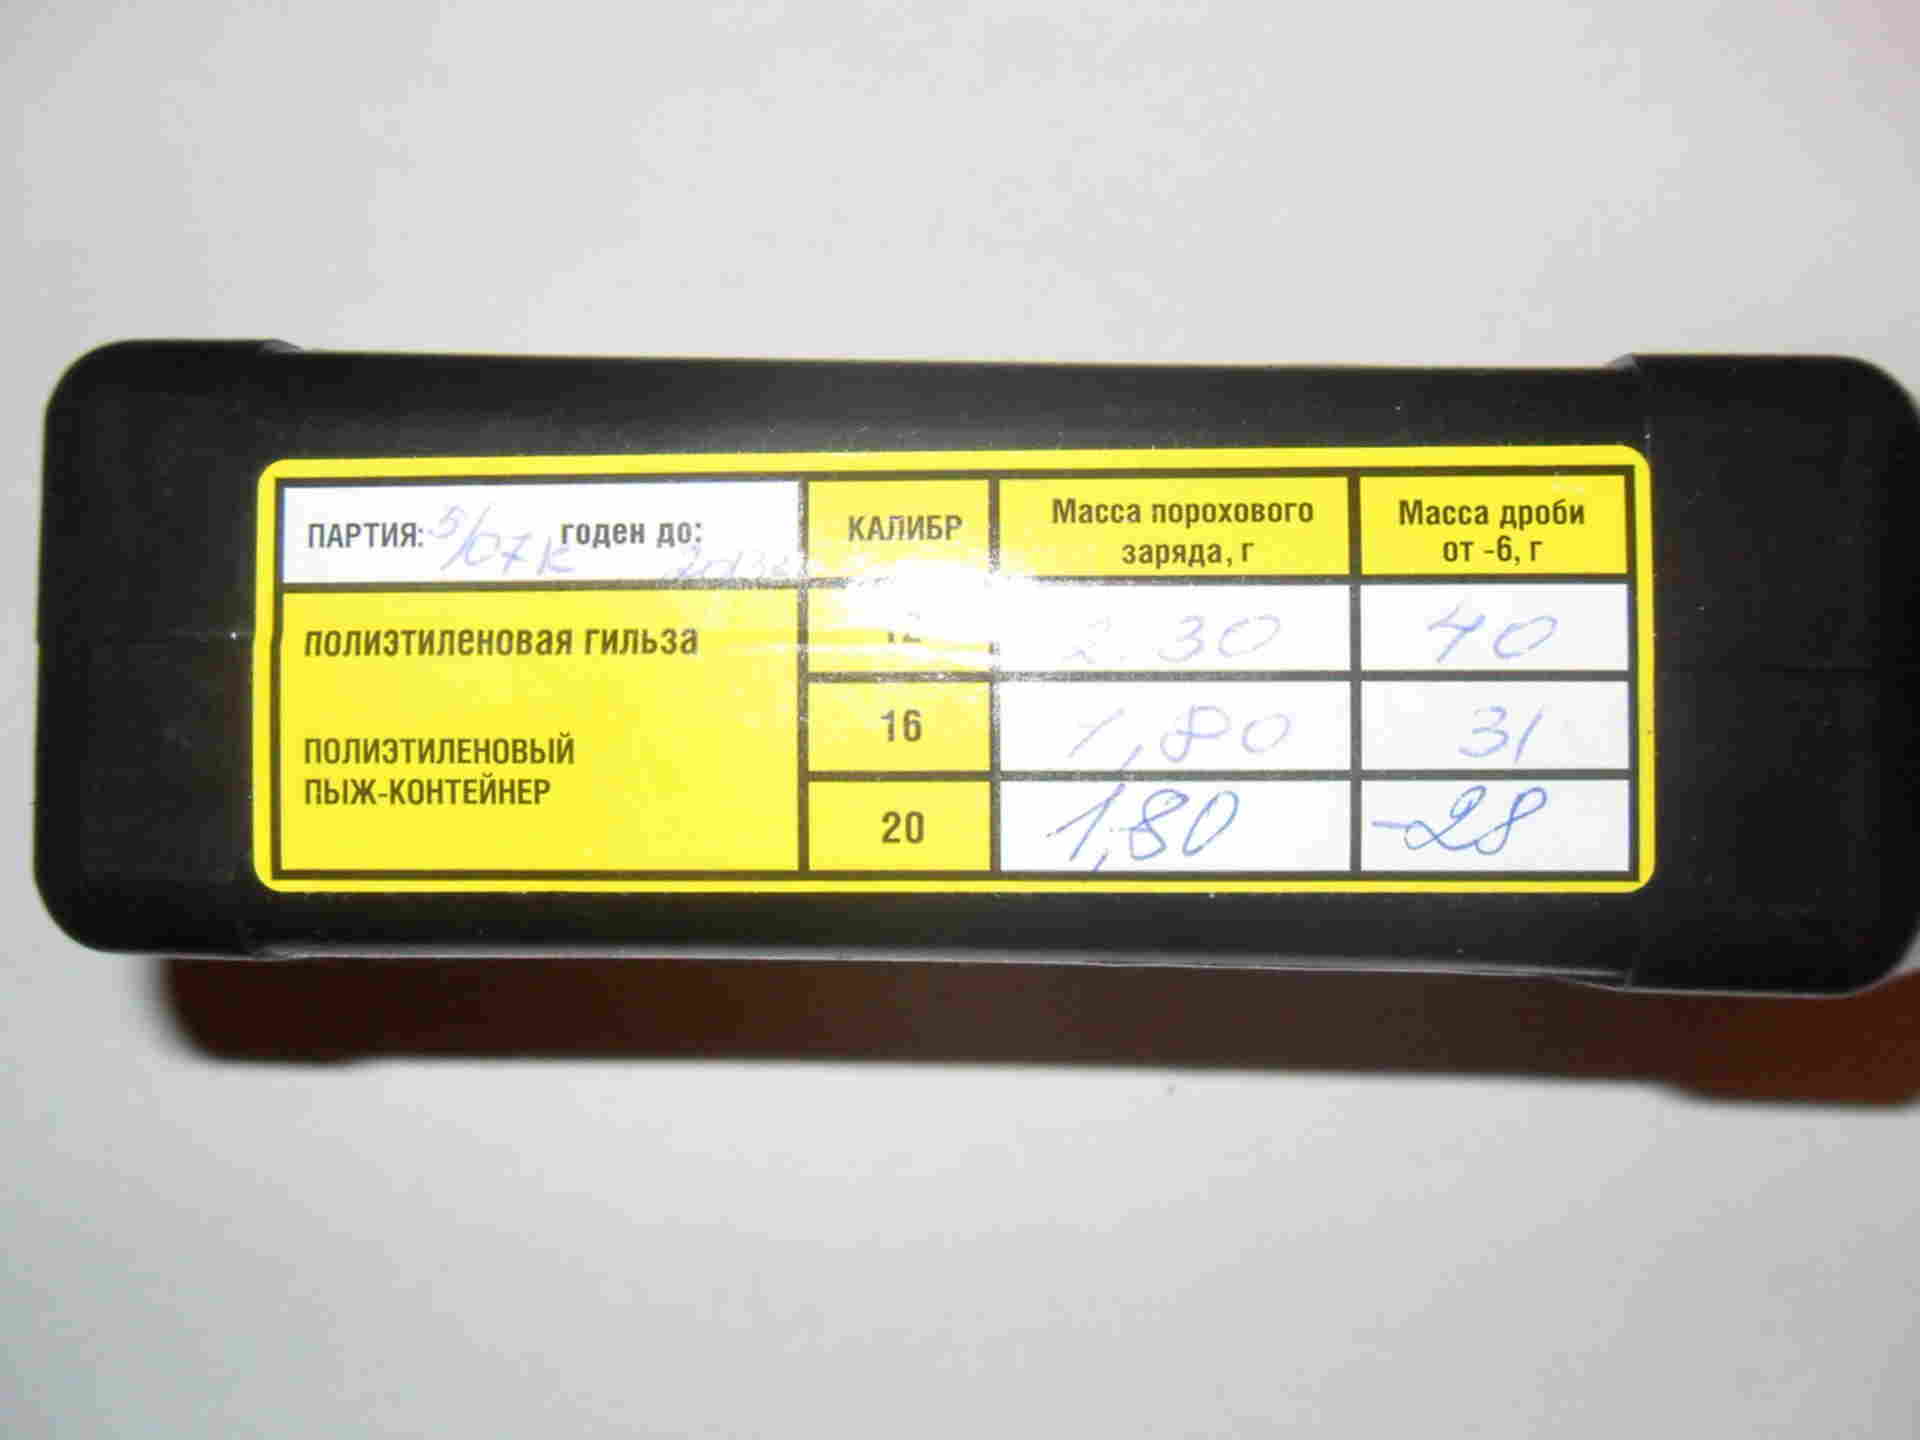 ПАРТИЯ: 5/07К годен до:
КАЛИБР
Масса порохового
заряда, г
Масса дроби
от -6, г
ПОЛИЭТИЛЕНОВАЯ ГИЛЬЗА
12
2.30
40
ПОЛИЭТИЛЕНОВЫЙ
ПЫЖ-КОНТЕЙНЕР
16
1,80
31
20
1,80
-28